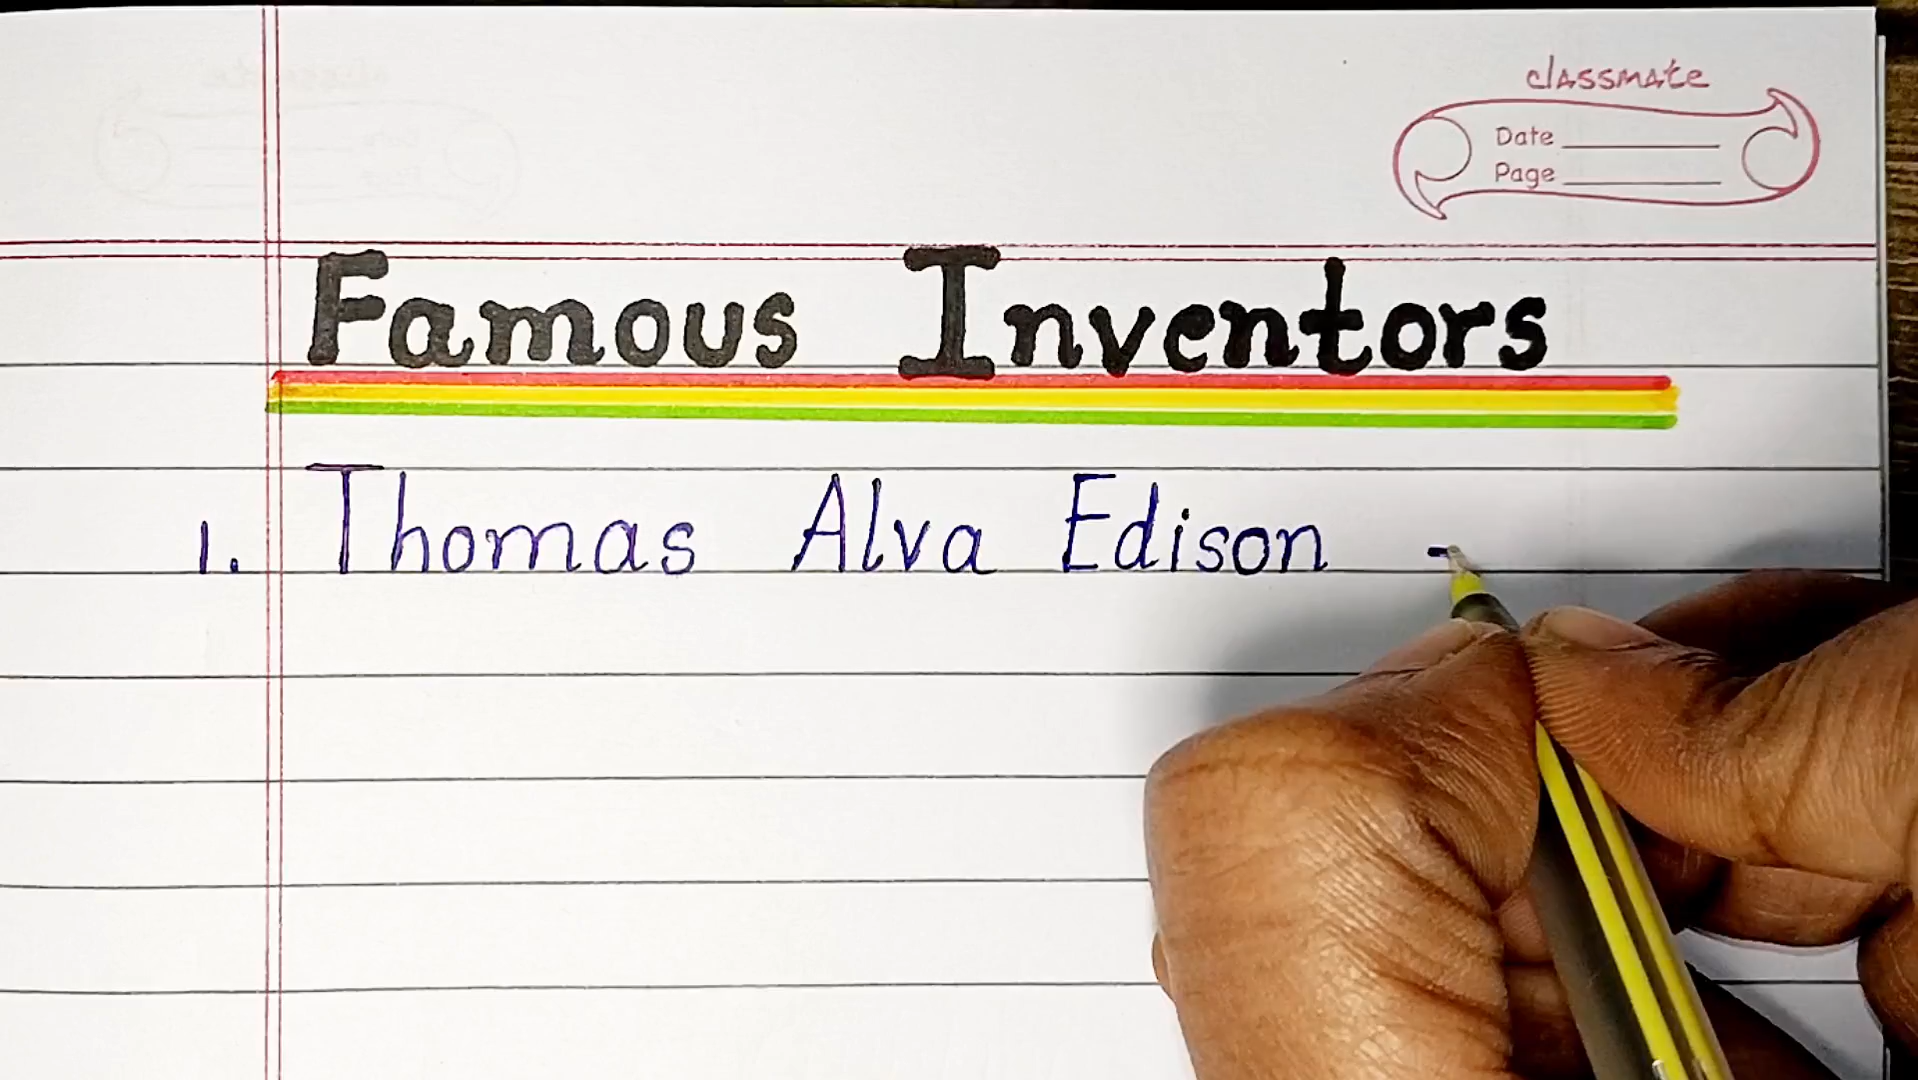 classmate
Date
Page
Famous Inventors
1. Thomas Alva Edison -